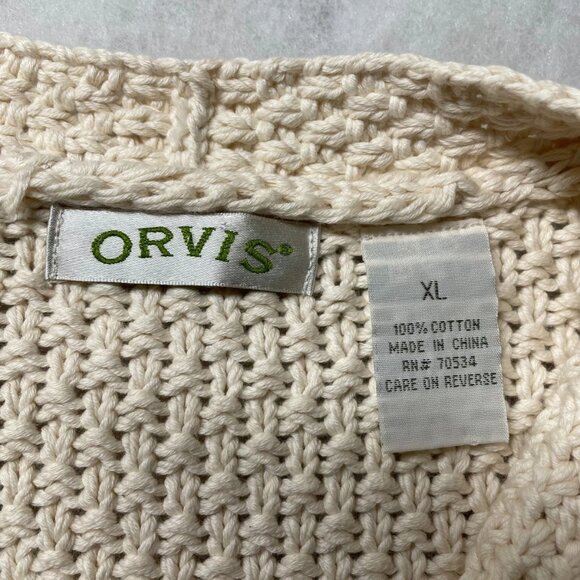 ORVIS®
XL
100% COTTON
MADE IN CHINA
RN# 70534
CARE ON REVERSE